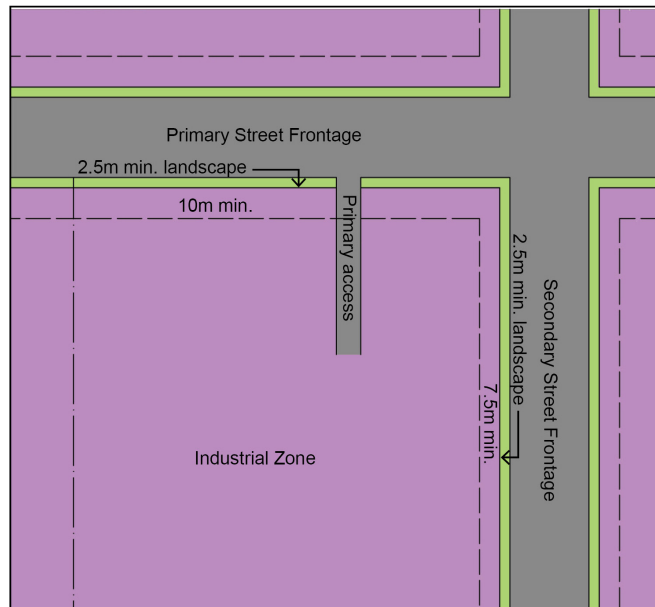 Primary Street Frontage
2.5m min. landscape
10m min.
Primary access
2.5m min. landscape
Secondary Street Frontage
7.5m min.
Industrial Zone